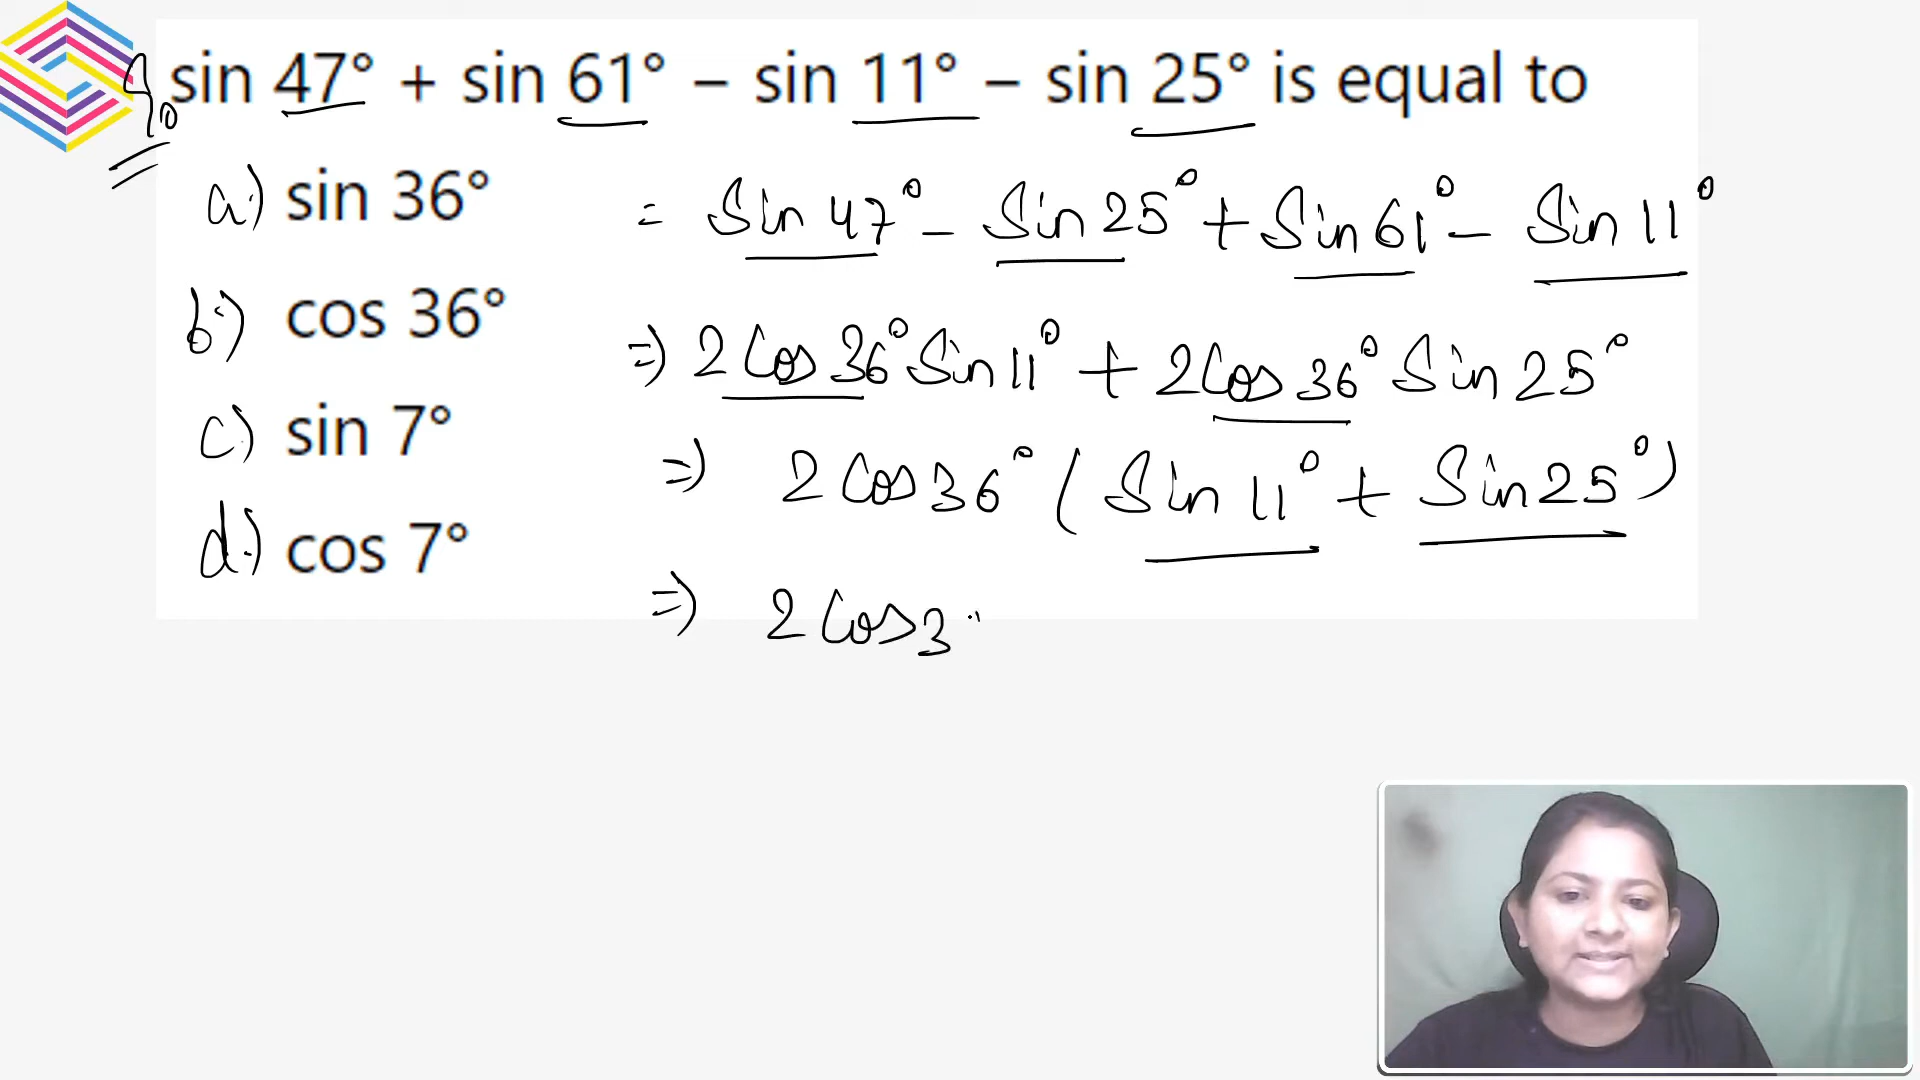 Q10 sin 47° + sin 61° − sin 11° − sin 25° is equal to
a) sin 36°
b) cos 36°
c) sin 7°
d) cos 7°
= Sin 47° − Sin 25° + Sin 61° − Sin 11°
⇒ 2 Cos 36° Sin 11° + 2 Cos 36° Sin 25°
⇒ 2 Cos 36° ( Sin 11° + Sin 25° )
⇒ 2 Cos 3